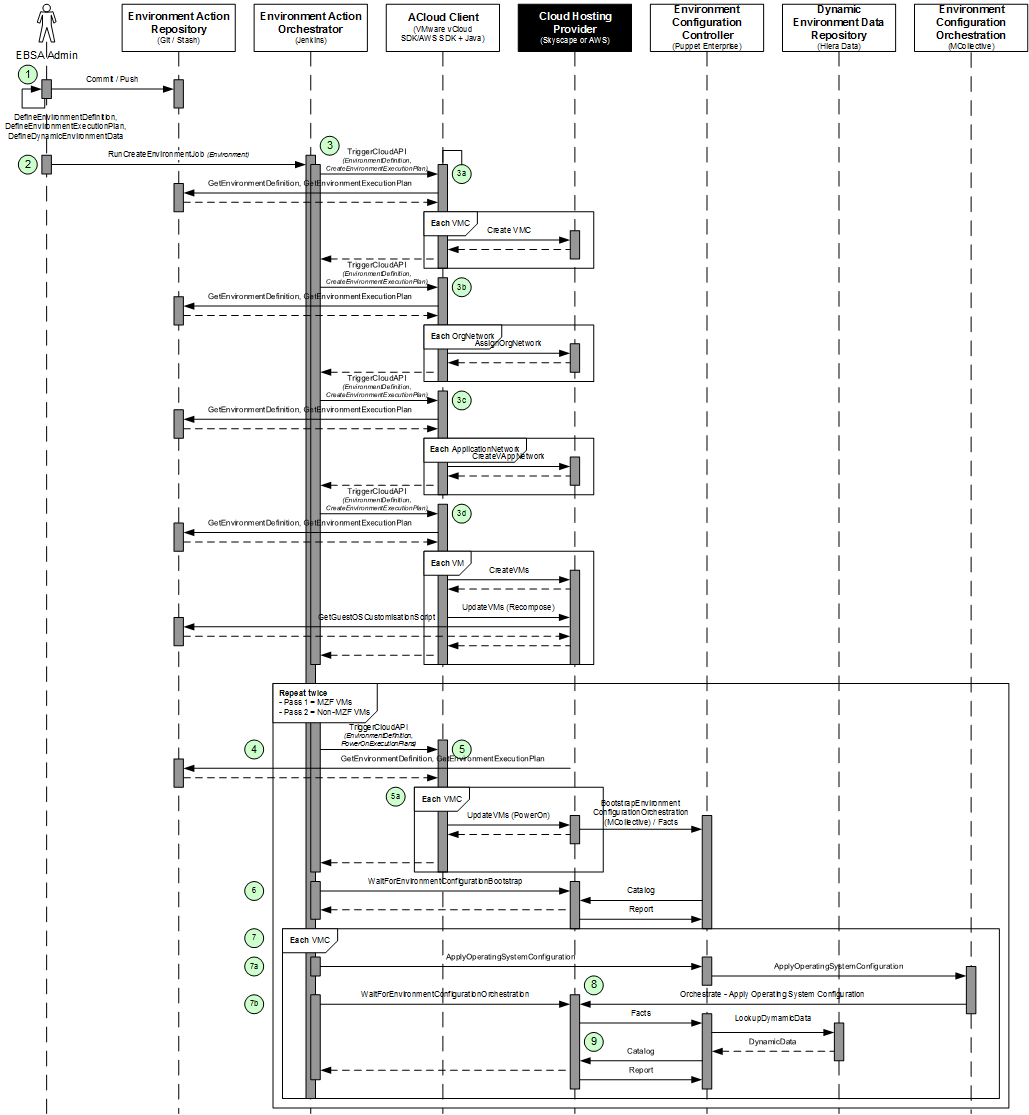 EBSA Admin
Environment Action
Repository
(Git / Stash)
Environment Action
Orchestrator
(Jenkins)
ACloud Client
(VMware vCloud
SDK/AWS SDK + Java)
Cloud Hosting
Provider
(Skyscape or AWS)
Environment
Configuration
Controller
(Puppet Enterprise)
Dynamic
Environment Data
Repository
(Hiera Data)
Environment
Configuration
Orchestration
(MCollective)
1
Commit / Push
DefineEnvironmentDefinition,
DefineEnvironmentExecutionPlan,
DefineDynamicEnvironmentData
2
RunCreateEnvironmentJob (Environment)
3
TriggerCloudAPI
(EnvironmentDefinition,
CreateEnvironmentExecutionPlan)
3a
GetEnvironmentDefinition, GetEnvironmentExecutionPlan
Each VMC
Create VMC
TriggerCloudAPI
(EnvironmentDefinition,
CreateEnvironmentExecutionPlan)
3b
GetEnvironmentDefinition, GetEnvironmentExecutionPlan
Each OrgNetwork
AssignOrgNetwork
TriggerCloudAPI
(EnvironmentDefinition,
CreateEnvironmentExecutionPlan)
3c
GetEnvironmentDefinition, GetEnvironmentExecutionPlan
Each ApplicationNetwork
CreateVAppNetwork
TriggerCloudAPI
(EnvironmentDefinition,
CreateEnvironmentExecutionPlan)
3d
GetEnvironmentDefinition, GetEnvironmentExecutionPlan
Each VM
CreateVMs
UpdateVMs (Recompose)
GetGuestOSCustomisationScript
Repeat twice
- Pass 1 = MZF VMs
- Pass 2 = Non-MZF VMs
4
TriggerCloudAPI
(EnvironmentDefinition,
PowerOnExecutionPlans)
5
GetEnvironmentDefinition, GetEnvironmentExecutionPlan
5a
Each VMC
UpdateVMs (PowerOn)
BootstrapEnvironment
ConfigurationOrchestration
(MCollective) / Facts
6
WaitForEnvironmentConfigurationBootstrap
Catalog
Report
7
Each VMC
7a
ApplyOperatingSystemConfiguration
ApplyOperatingSystemConfiguration
7b
WaitForEnvironmentConfigurationOrchestration
8
Orchestrate - Apply Operating System Configuration
Facts
LookupDynamicData
9
DynamicData
Catalog
Report